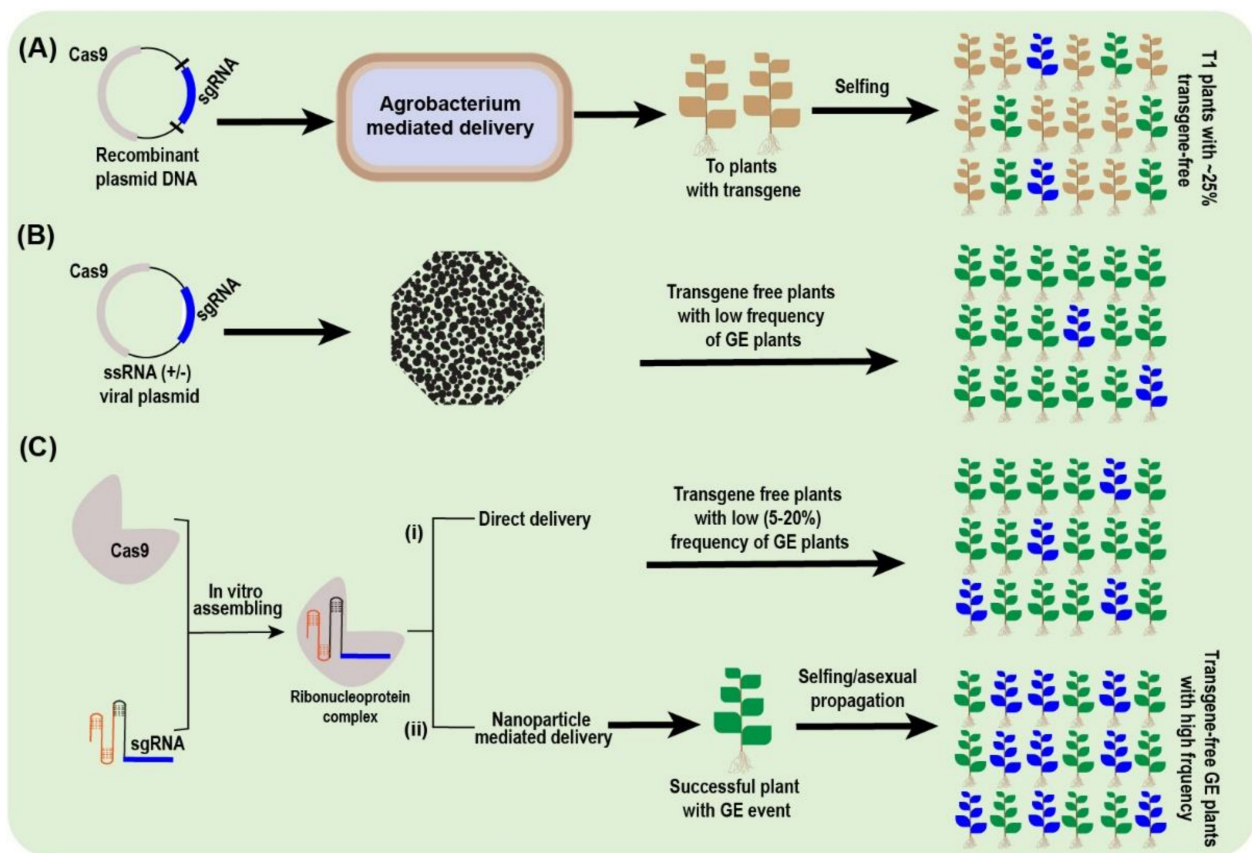 (A)
Cas9
sgRNA
Recombinant
plasmid DNA
Agrobacterium
mediated delivery
To plants
with transgene
Selfing
T1 plants with ~25%
transgene-free
(B)
Cas9
sgRNA
ssRNA (+/-)
viral plasmid
Transgene free plants
with low frequency
of GE plants
(C)
Cas9
sgRNA
In vitro
assembling
Ribonucleoprotein
complex
(i)
Direct delivery
Transgene free plants
with low (5-20%)
frequency of GE plants
(ii)
Nanoparticle
mediated delivery
Successful plant
with GE event
Selfing/asexual
propagation
Transgene-free GE plants
with high frquency